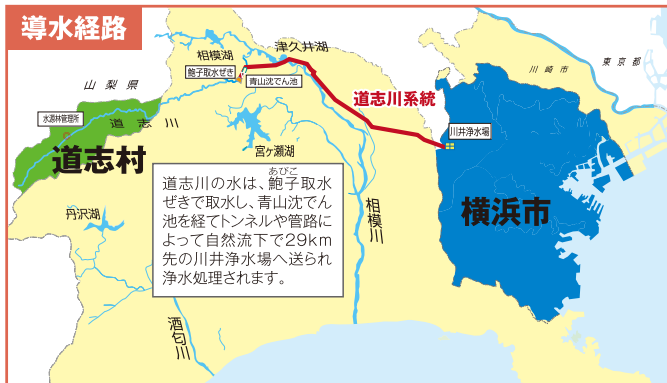 導水経路
山梨県
相模湖
津久井湖
鮑子取水ぜき
青山沈でん池
川崎市
東京都
水源林管理所
道志川
道志村
道志川系統
川井浄水場
宮ヶ瀬湖
丹沢湖
相模川
横浜市
酒匂川
あびこ
道志川の水は、鮑子取水
ぜきで取水し、青山沈でん
池を経てトンネルや管路に
よって自然流下で29km
先の川井浄水場へ送られ
浄水処理されます。